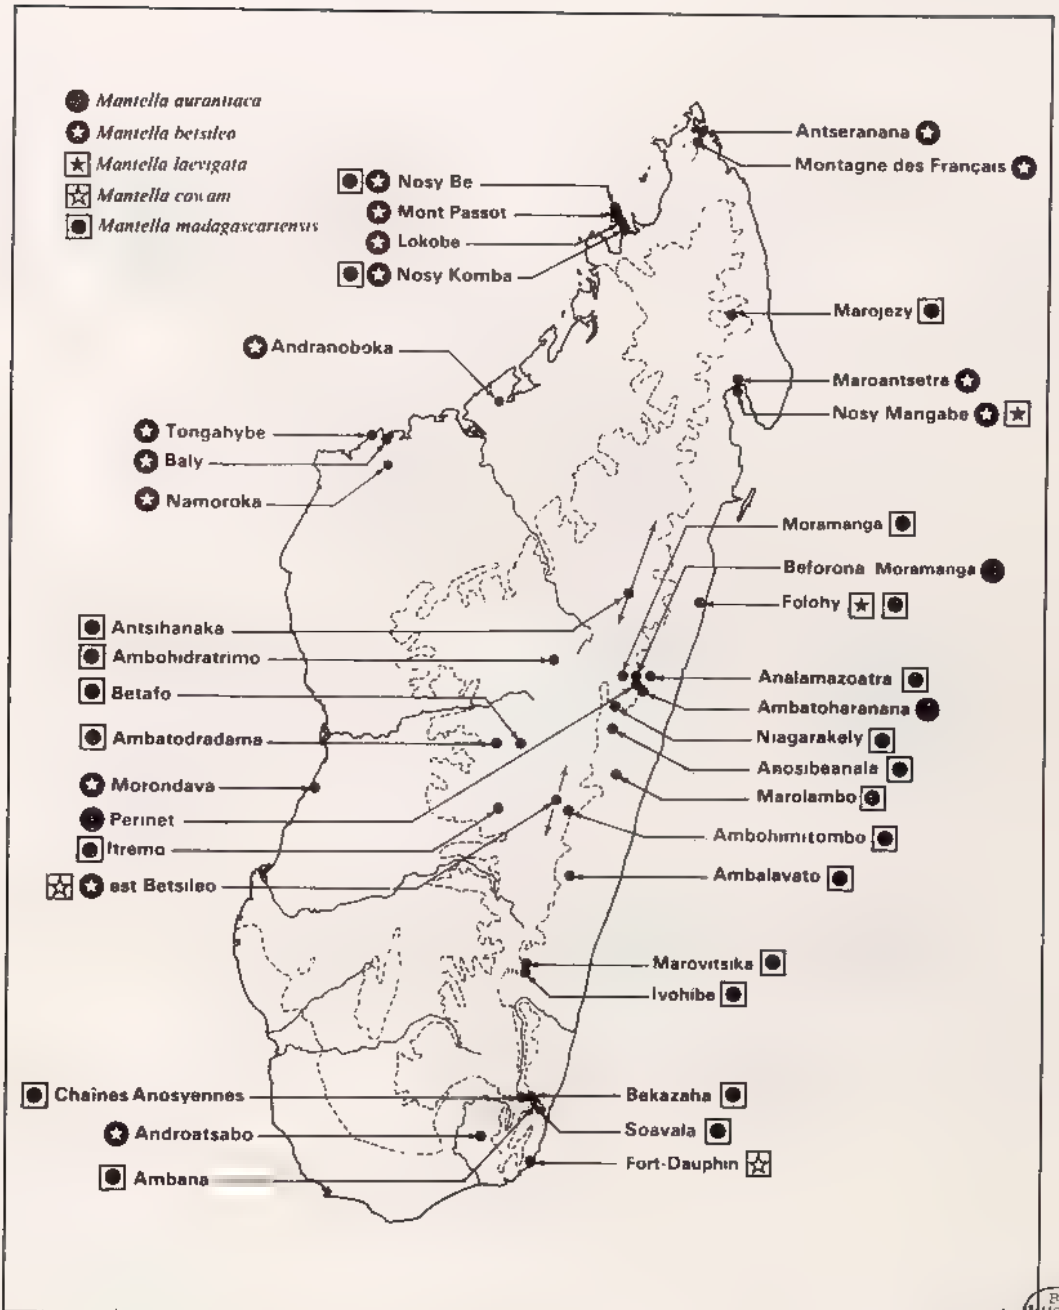 Mantella aurantiaca
Mantella betsileo
Mantella laevigata
Mantella cowani
Mantella madagascariensis
Antseranana
Montagne des Français
Nosy Be
Mont Passot
Lokobe
Nosy Komba
Marojezy
Andranoboka
Maroantsetra
Nosy Mangabe
Tongahybe
Baly
Namoroka
Moramanga
Beforona Moramanga
Folohy
Antsihanaka
Ambohidratrimo
Betafo
Analamazoatra
Ambatoharanana
Ambatodradama
Niagarakely
Anosibeanala
Morondava
Marolambo
Perinet
Itremo
Ambohimitombo
est Betsileo
Ambalavato
Marovitsika
Ivohibe
Chaînes Anosyennes
Bekazaha
Androatsabo
Soavala
Fort-Dauphin
Ambana